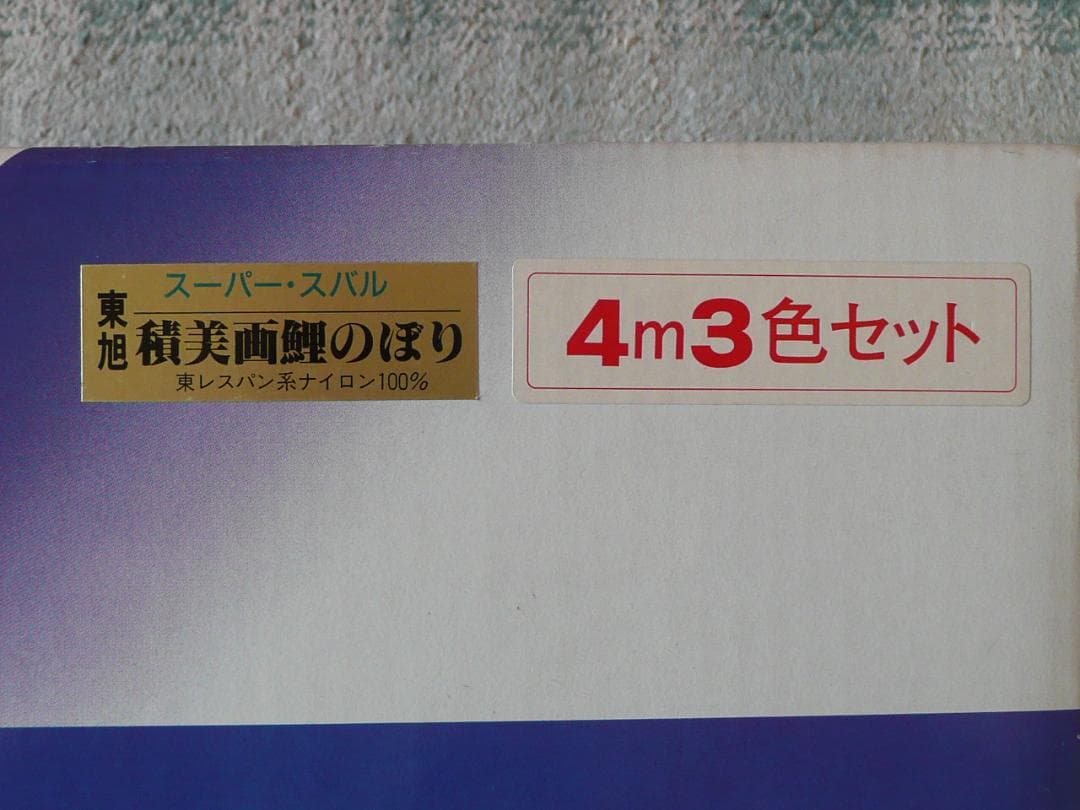 スーパー・スバル
東旭
積美画鯉のぼり
東レスパン系ナイロン100%
4m3色セット